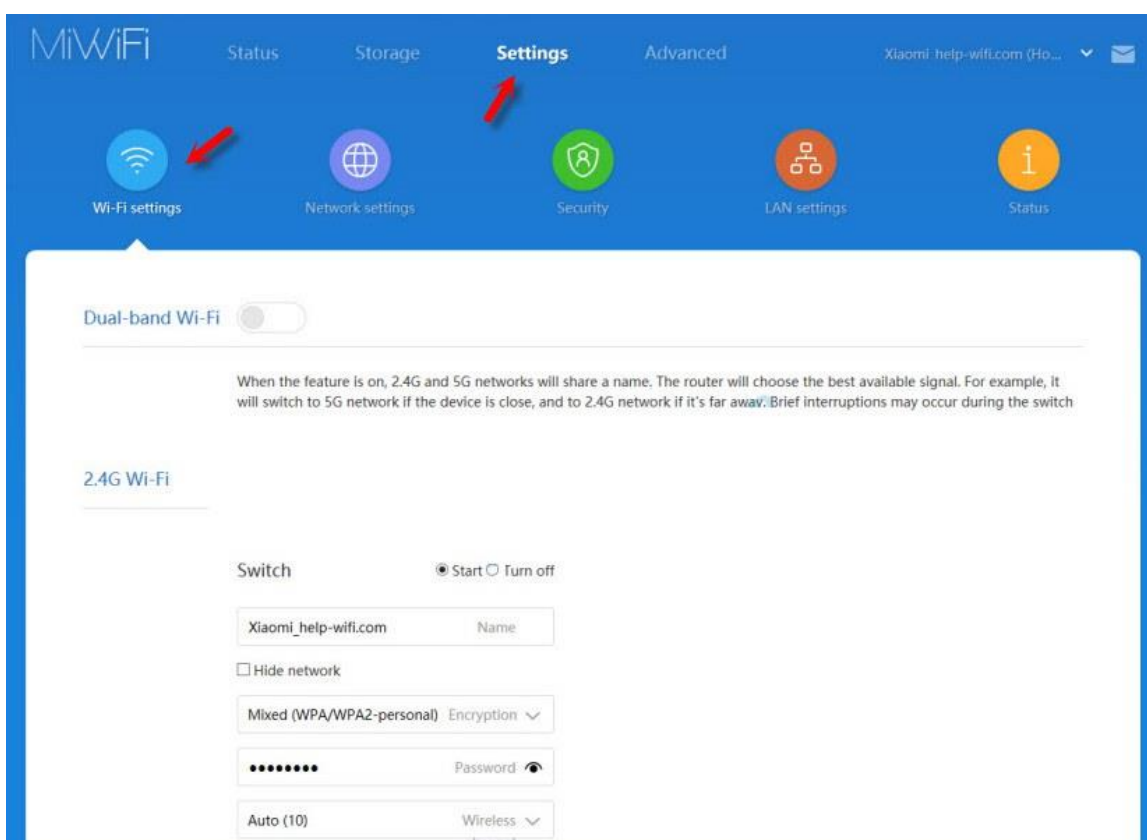 MiWiFi Status Storage Settings Advanced Xiaomi_help-wifi.com (Ho...
Wi-Fi settings Network settings Security LAN settings Status
Dual-band Wi-Fi
When the feature is on, 2.4G and 5G networks will share a name. The router will choose the best available signal. For example, it
will switch to 5G network if the device is close, and to 2.4G network if it's far away. Brief interruptions may occur during the switch
2.4G Wi-Fi
Switch Start Turn off
Xiaomi_help-wifi.com Name
Hide network
Mixed (WPA/WPA2-personal) Encryption
•••••••• Password
Auto (10) Wireless